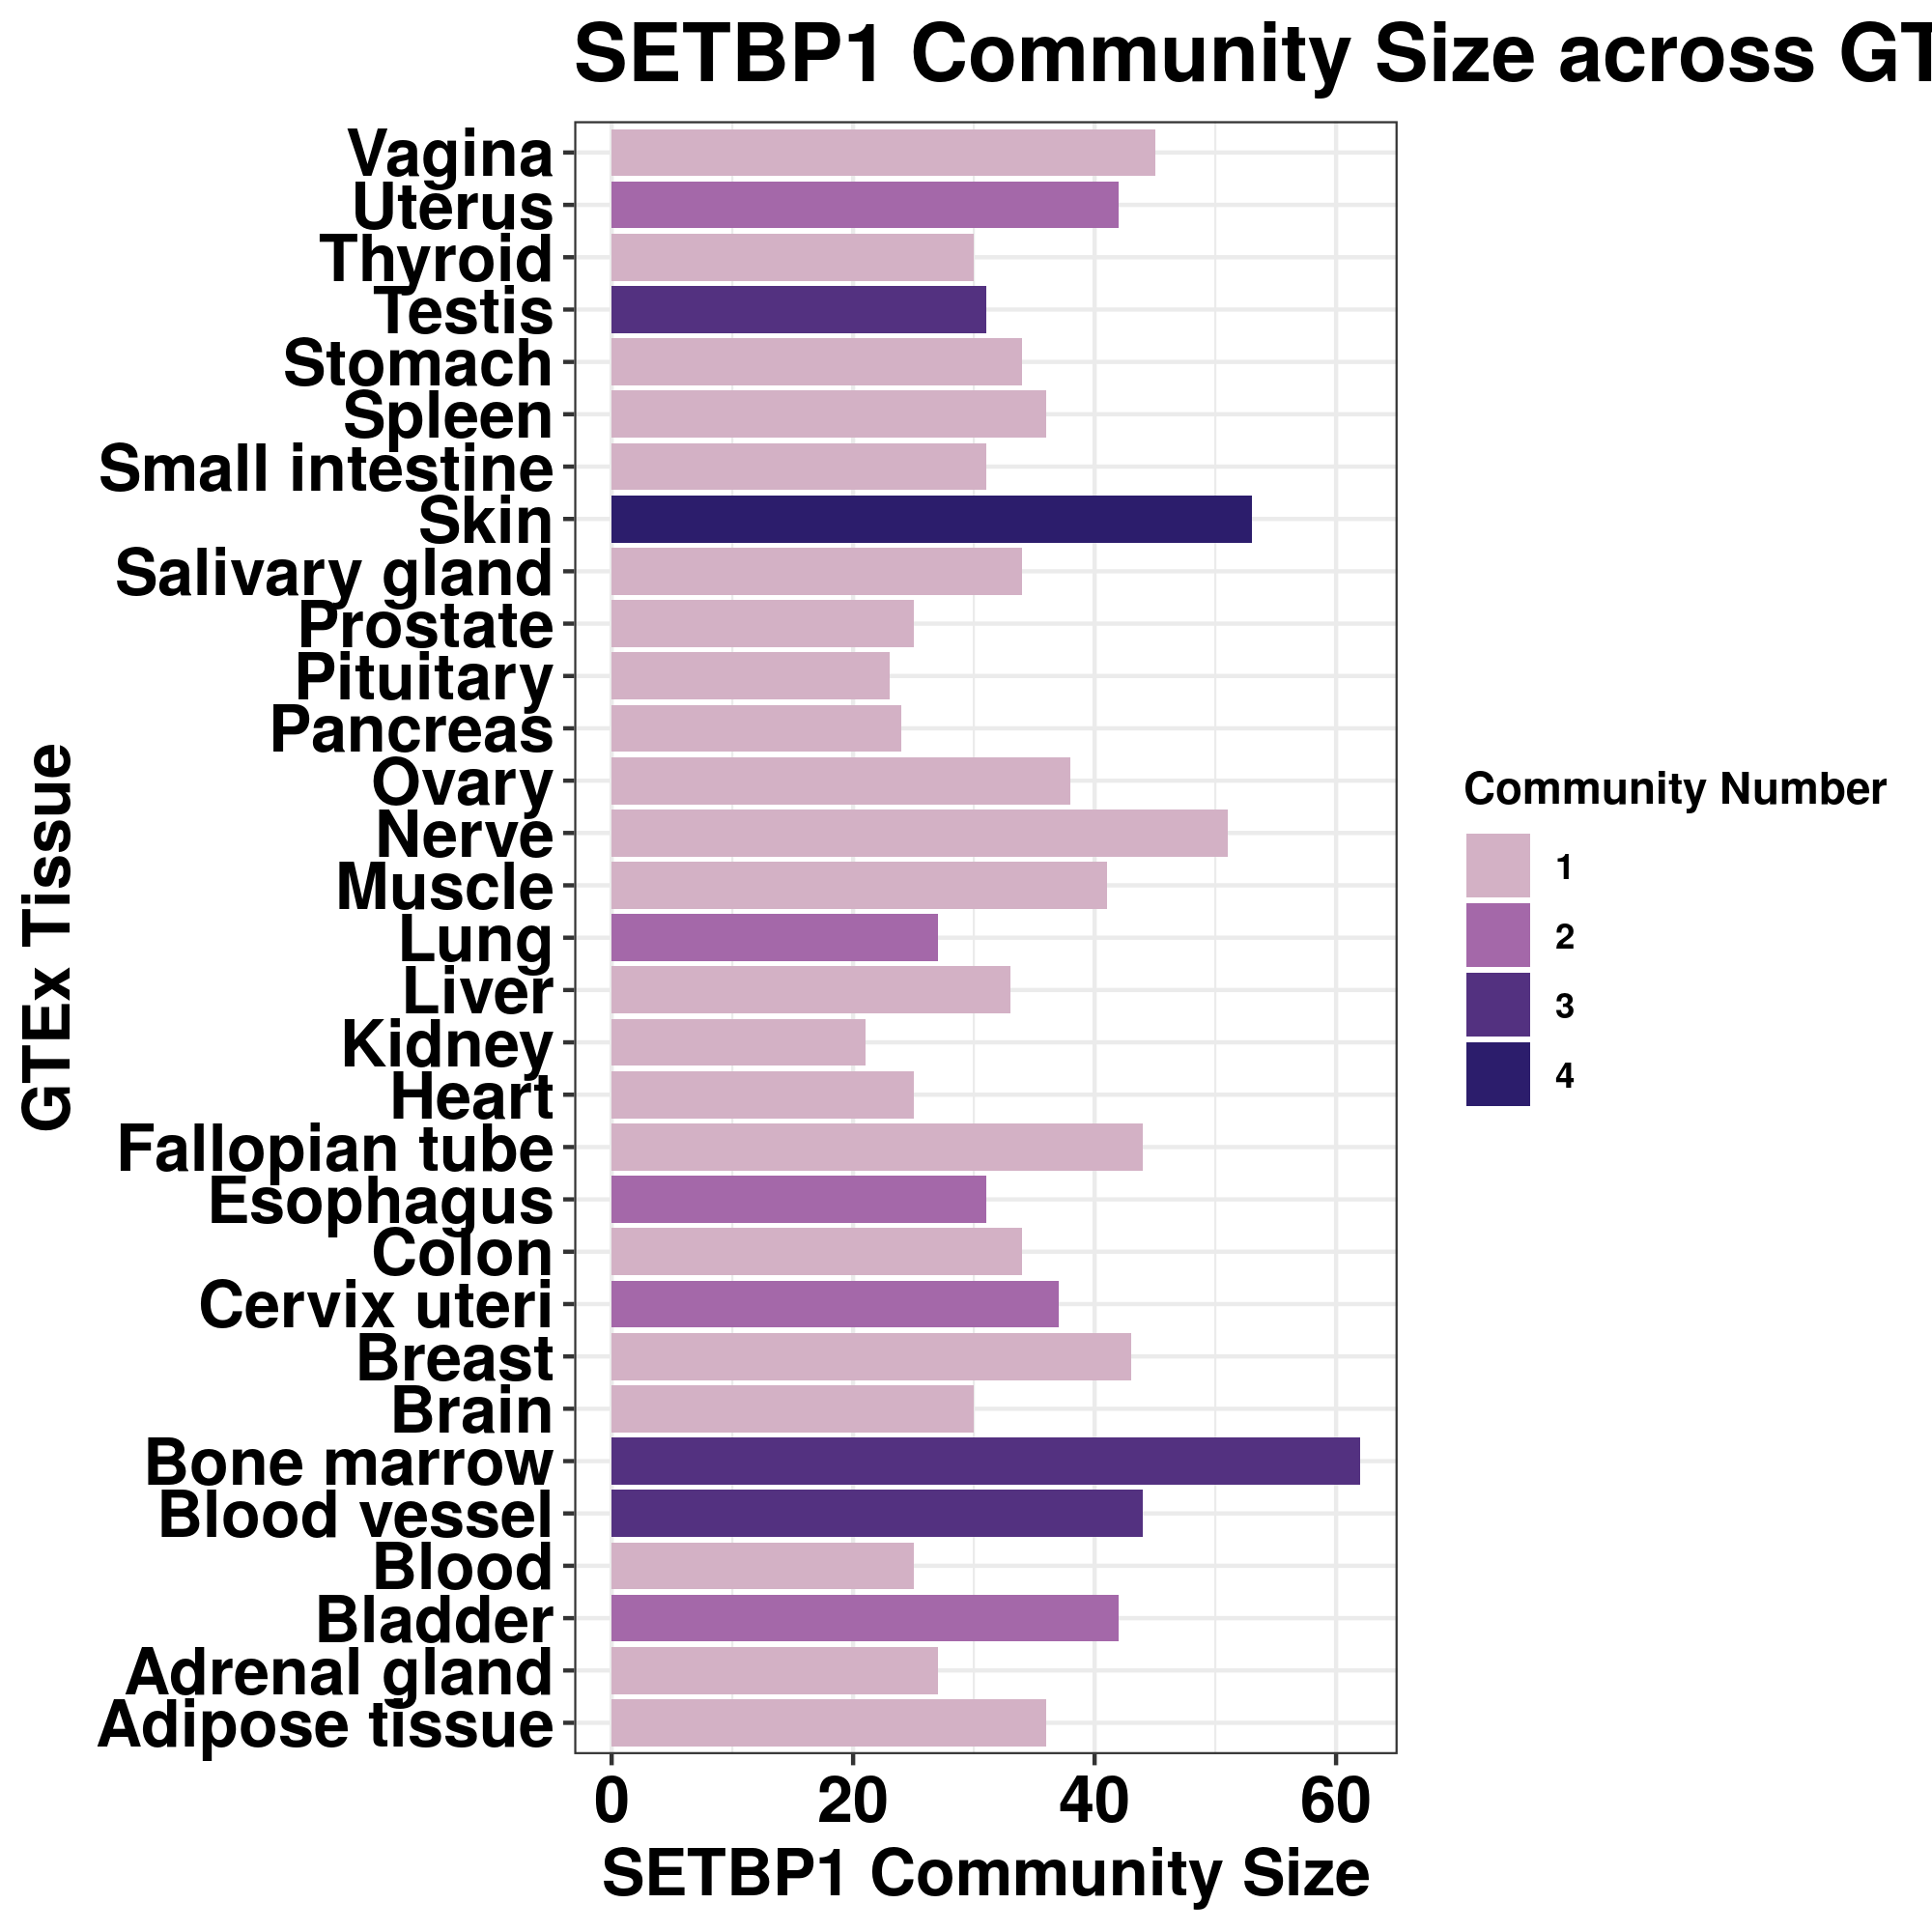 SETBP1 Community Size across GT
Vagina
Uterus
Thyroid
Testis
Stomach
Spleen
Small intestine
Skin
Salivary gland
Prostate
Pituitary
Pancreas
Ovary
Nerve
Muscle
Lung
Liver
Kidney
Heart
Fallopian tube
Esophagus
Colon
Cervix uteri
Breast
Brain
Bone marrow
Blood vessel
Blood
Bladder
Adrenal gland
Adipose tissue
GTEx Tissue
0 20 40 60
SETBP1 Community Size
Community Number
1
2
3
4